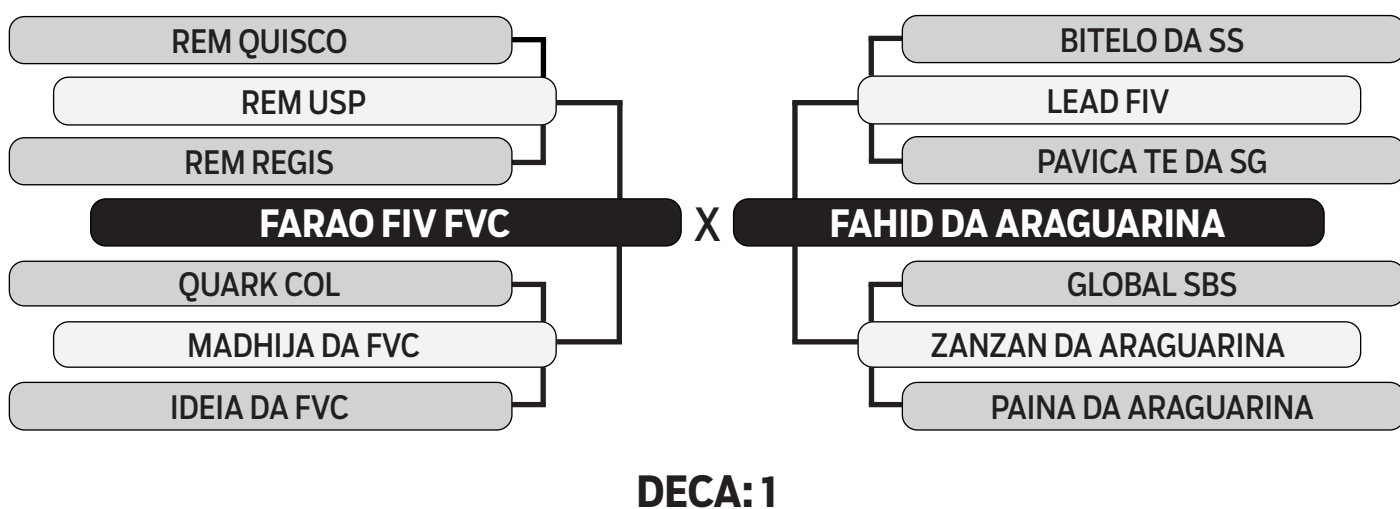 REM QUISCO
REM USP
REM REGIS
FARAO FIV FVC
QUARK COL
MADHIJA DA FVC
IDEIA DA FVC
X
BITELO DA SS
LEAD FIV
PAVICA TE DA SG
FAHID DA ARAGUARINA
GLOBAL SBS
ZANZAN DA ARAGUARINA
PAINA DA ARAGUARINA
DECA: 1